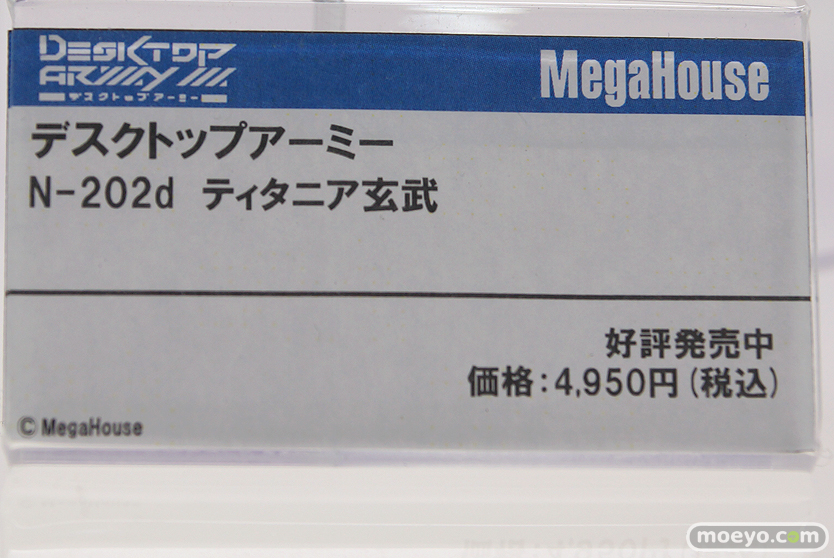 DESKTOP
ARMY
デスクトップアーミー
MegaHouse
デスクトップアーミー
N-202d ティタニア玄武
好評発売中
価格:4,950円(税込)
© MegaHouse
moeyo.com